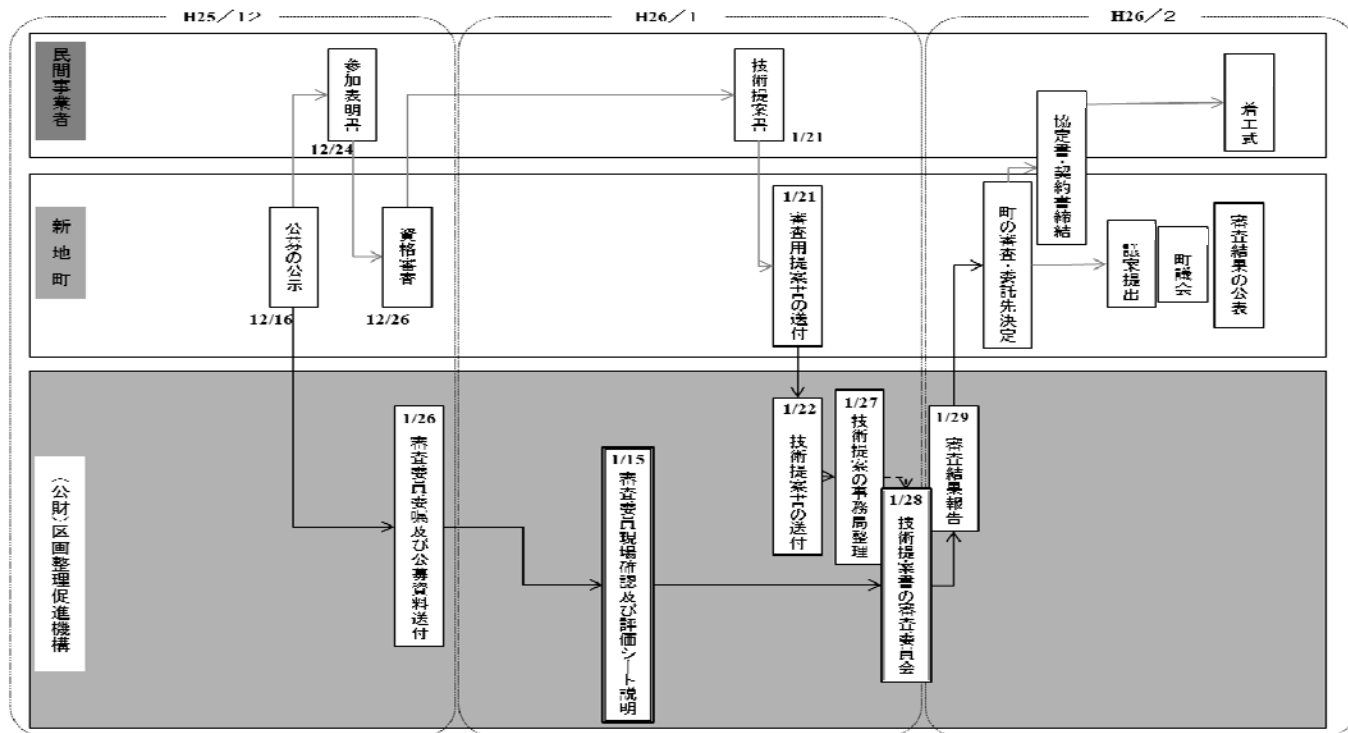 H25/12
H26/1
H26/2
民間事業者
参加表明書
12/24
技術提案書
1/21
協定書・契約書締結
着工式
新地町
公募の公示
12/16
資格審査
12/26
1/21
審査用提案書の送付
町の審査・委託先決定
議案提出
町議会
審査結果の公表
(公財)区画整理促進機構
1/26
審査委員委嘱及び公募資料送付
1/15
審査委員現場確認及び評価シート説明
1/22
技術提案書の送付
1/27
技術提案の事務局整理
1/28
技術提案書の審査委員会
1/29
審査結果報告